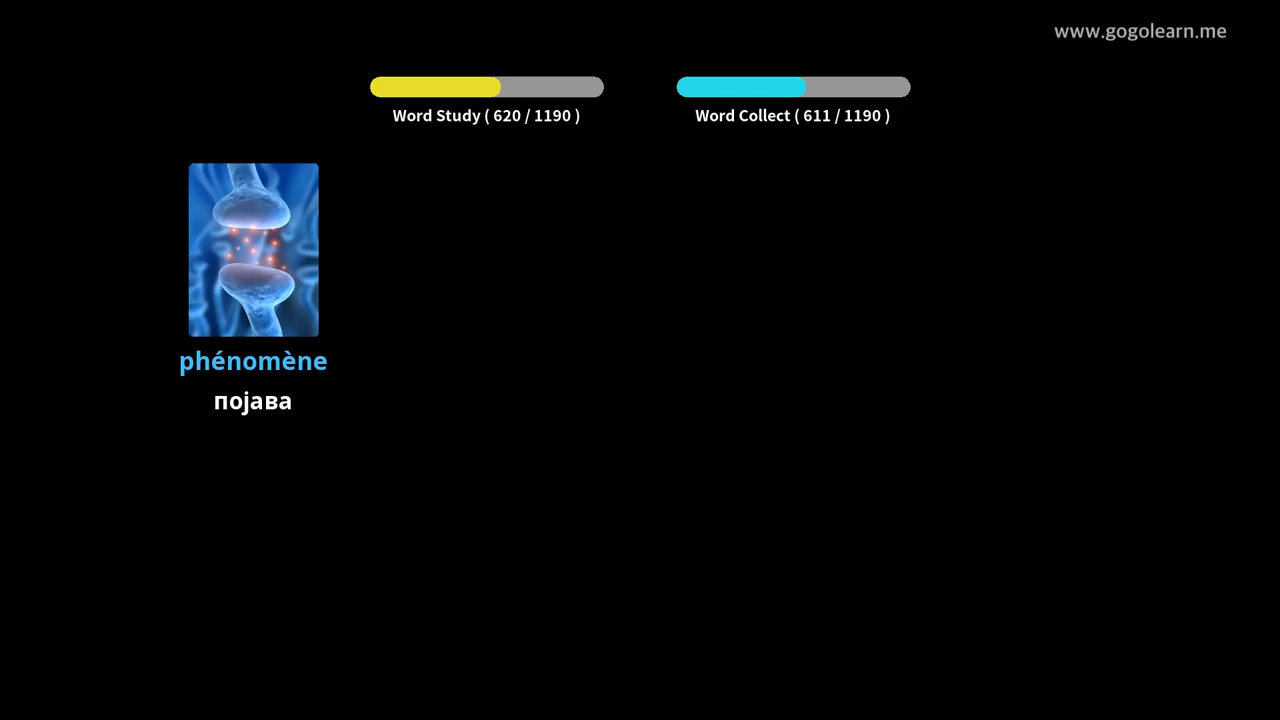 www.gogolearn.me
Word Study ( 620 / 1190 )
Word Collect ( 611 / 1190 )
phénomène
појава